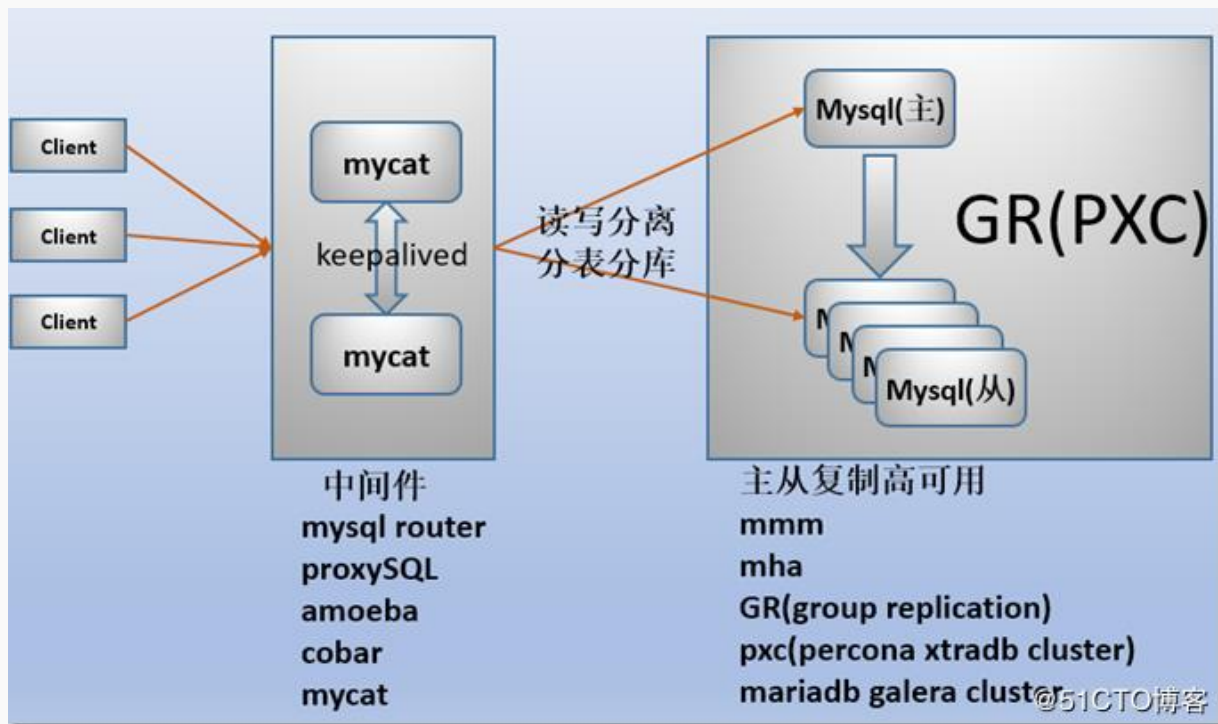 Client
Client
Client
mycat
keepalived
mycat
读写分离
分表分库
Mysql(主)
GR(PXC)
Mysql(从)
中间件
mysql router
proxySQL
amoeba
cobar
mycat
主从复制高可用
mmm
mha
GR(group replication)
pxc(percona xtradb cluster)
mariadb galera cluster
@51CTO博客